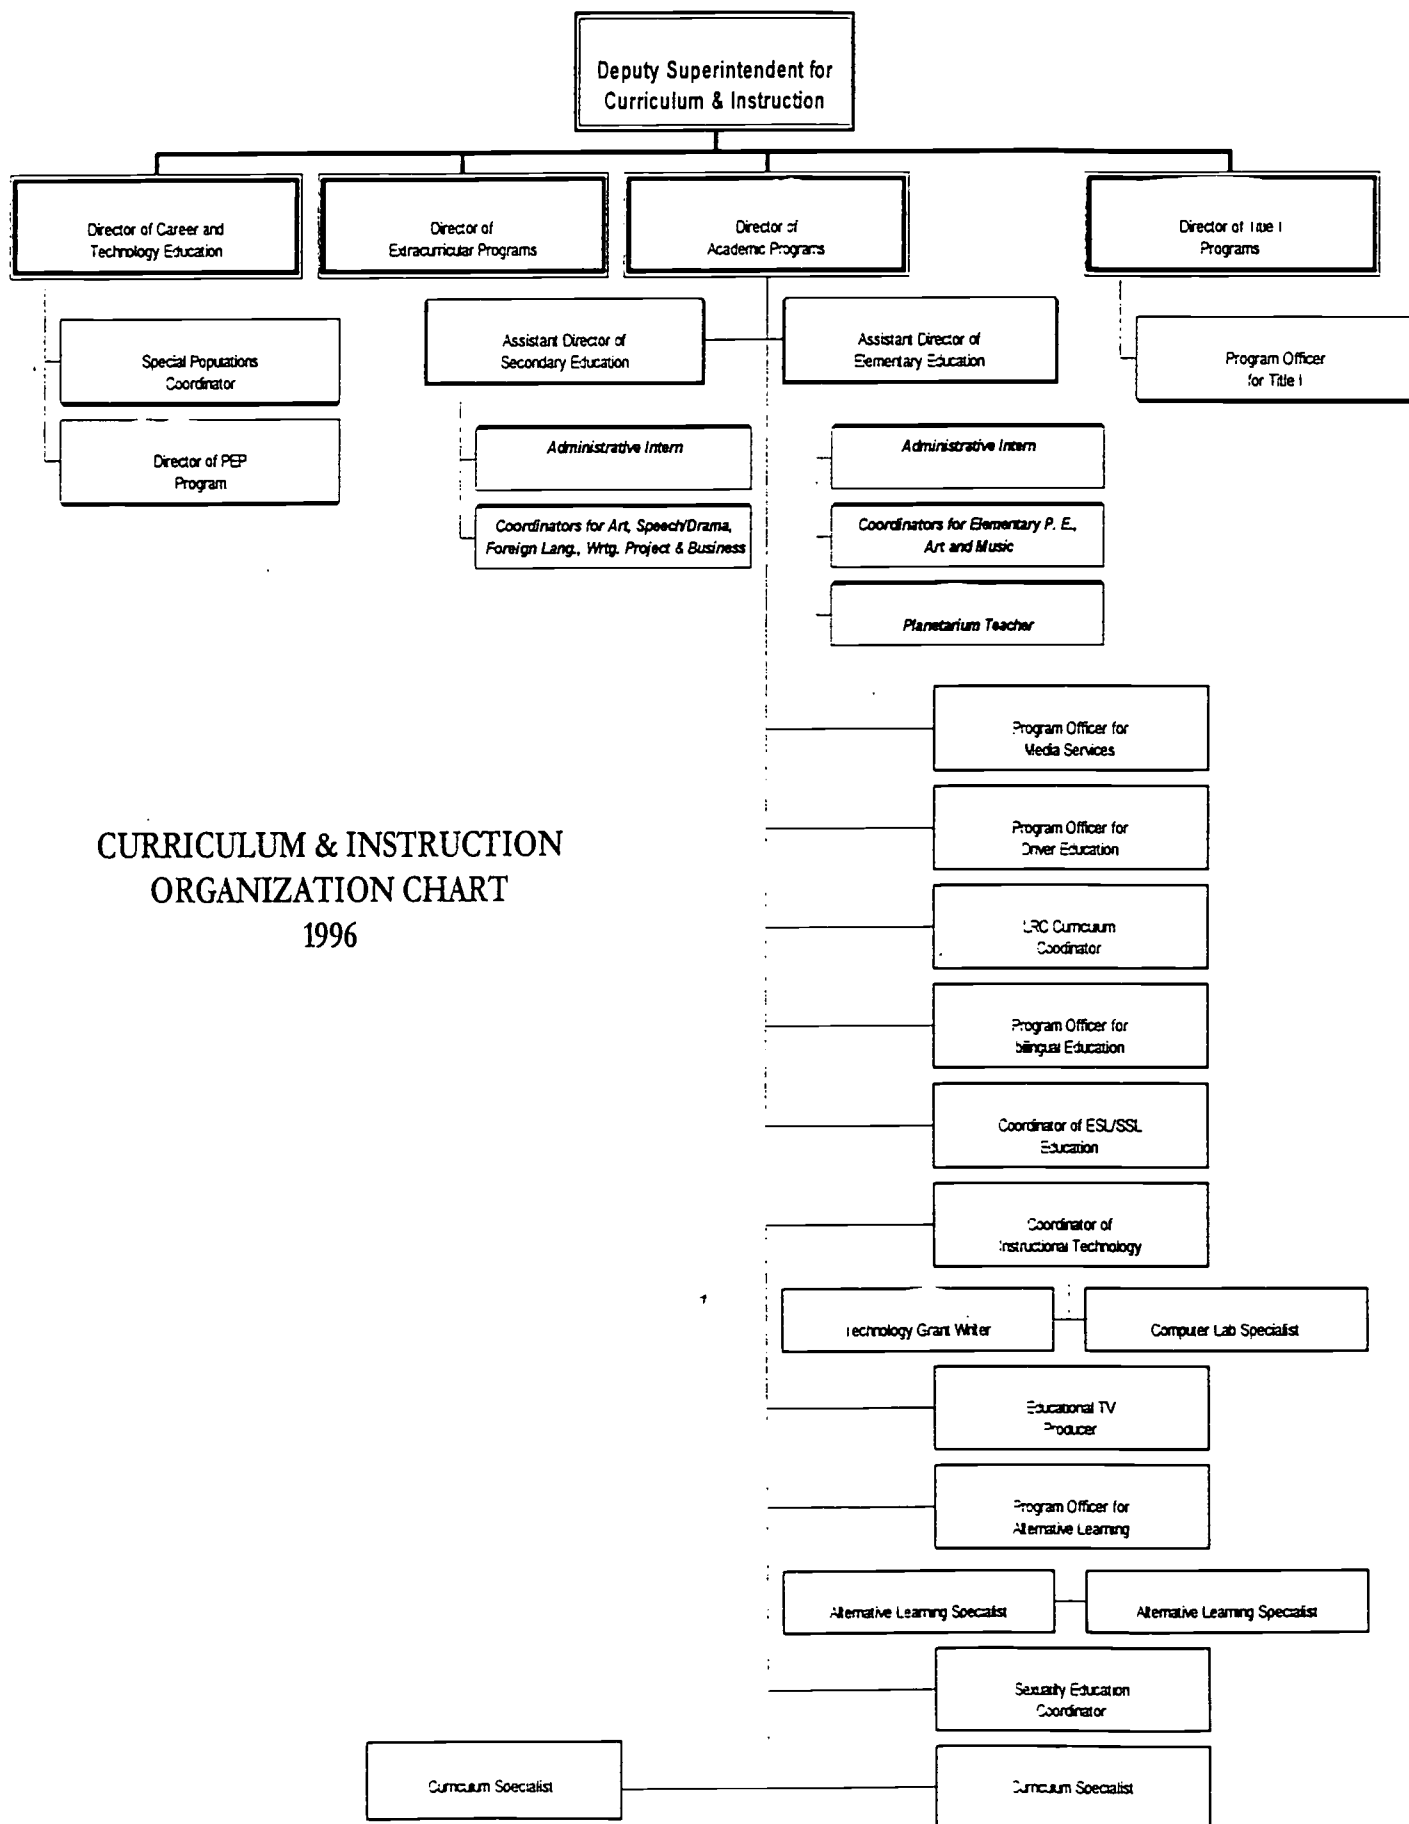 Deputy Superintendent for
Curriculum & Instruction
Director of Career and
Technology Education
Director of
Extracurricular Programs
Director of
Academic Programs
Director of Title I
Programs
Special Populations
Coordinator
Director of PEP
Program
Assistant Director of
Secondary Education
Administrative Intern
Coordinators for Art, Speech/Drama,
Foreign Lang., Wrtg. Project & Business
Assistant Director of
Elementary Education
Administrative Intern
Coordinators for Elementary P. E.,
Art and Music
Planetarium Teacher
Program Officer
for Title I
Program Officer for
Media Services
Program Officer for
Driver Education
CURRICULUM & INSTRUCTION
ORGANIZATION CHART
1996
LRC Curriculum
Coodinator
Program Officer for
bilingual Education
Coordinator of ESL/SSL
Education
Coordinator of
Instructional Technology
Technology Grant Writer
Computer Lab Specialist
Educational TV
Producer
Program Officer for
Alternative Learning
Alternative Learning Specialist
Alternative Learning Specialist
Sexuality Education
Coordinator
Curriculum Specialist
Curriculum Specialist